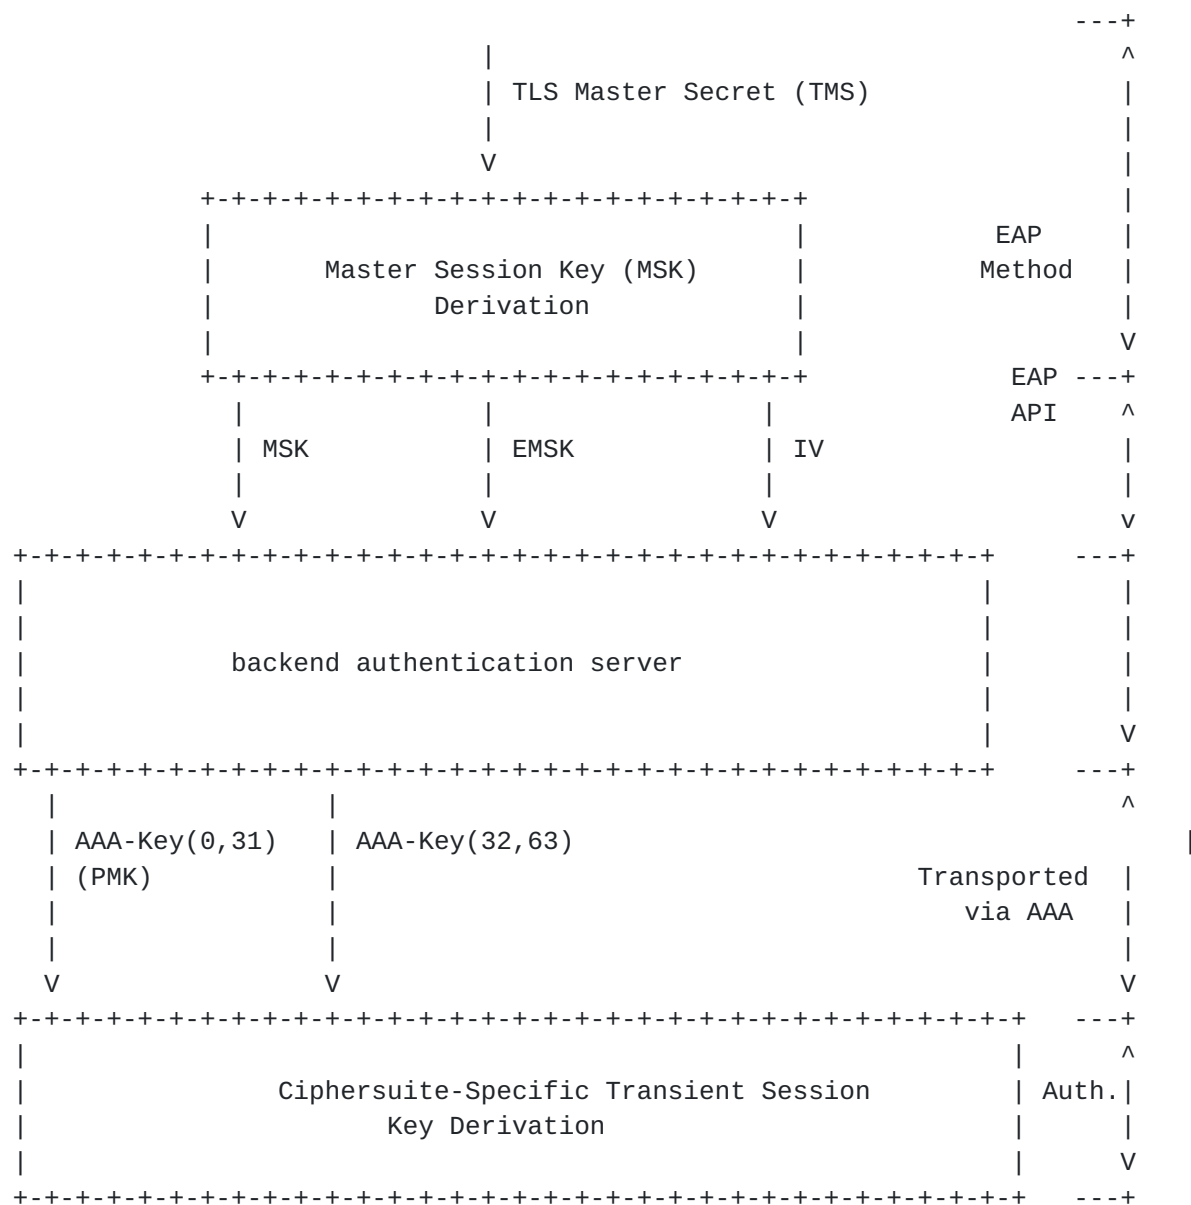 TLS Master Secret (TMS)
EAP
Master Session Key (MSK) Method
Derivation
EAP
API
MSK EMSK IV
backend authentication server
AAA-Key(0,31) AAA-Key(32,63)
(PMK) Transported
via AAA
Ciphersuite-Specific Transient Session Auth.
Key Derivation